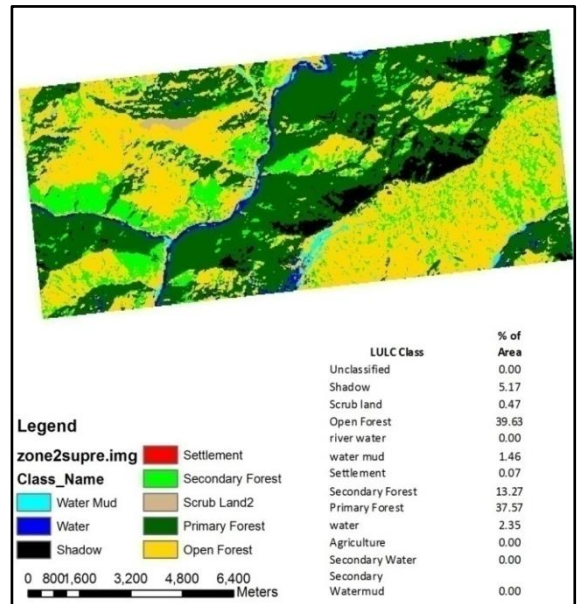 % of
LULC Class Area
Unclassified 0.00
Shadow 5.17
Scrub land 0.47
Open Forest 39.63
river water 0.00
water mud 1.46
Settlement 0.07
Secondary Forest 13.27
Primary Forest 37.57
water 2.35
Agriculture 0.00
Secondary Water 0.00
Secondary
Watermud 0.00
Legend
zone2supre.img
Class_Name
Water Mud
Water
Shadow
Settlement
Secondary Forest
Scrub Land2
Primary Forest
Open Forest
0 8001,600 3,200 4,800 6,400
Meters